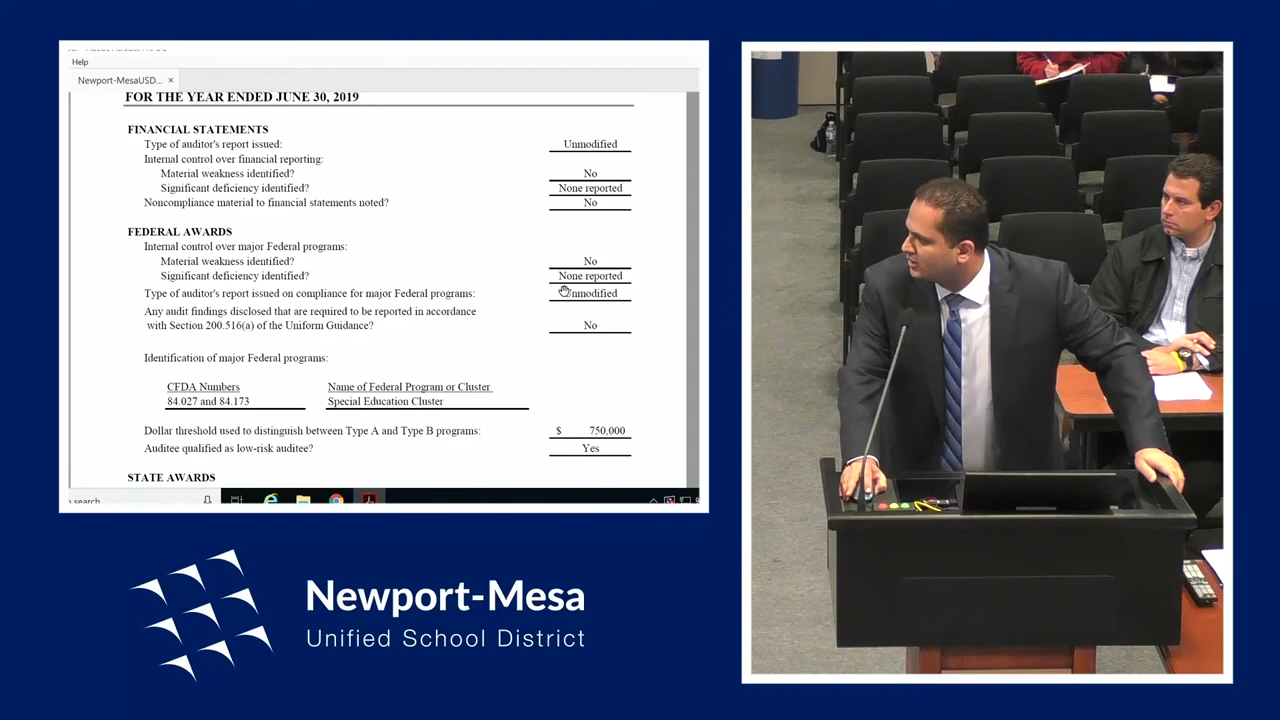 Help
Newport-MesaUSD... ×
FOR THE YEAR ENDED JUNE 30, 2019
FINANCIAL STATEMENTS
Type of auditor's report issued: Unmodified
Internal control over financial reporting:
Material weakness identified? No
Significant deficiency identified? None reported
Noncompliance material to financial statements noted? No
FEDERAL AWARDS
Internal control over major Federal programs:
Material weakness identified? No
Significant deficiency identified? None reported
Type of auditor's report issued on compliance for major Federal programs: Unmodified
Any audit findings disclosed that are required to be reported in accordance
with Section 200.516(a) of the Uniform Guidance? No
Identification of major Federal programs:
CFDA Numbers Name of Federal Program or Cluster
84.027 and 84.173 Special Education Cluster
Dollar threshold used to distinguish between Type A and Type B programs: $ 750,000
Auditee qualified as low-risk auditee? Yes
STATE AWARDS
search
Newport-Mesa
Unified School District